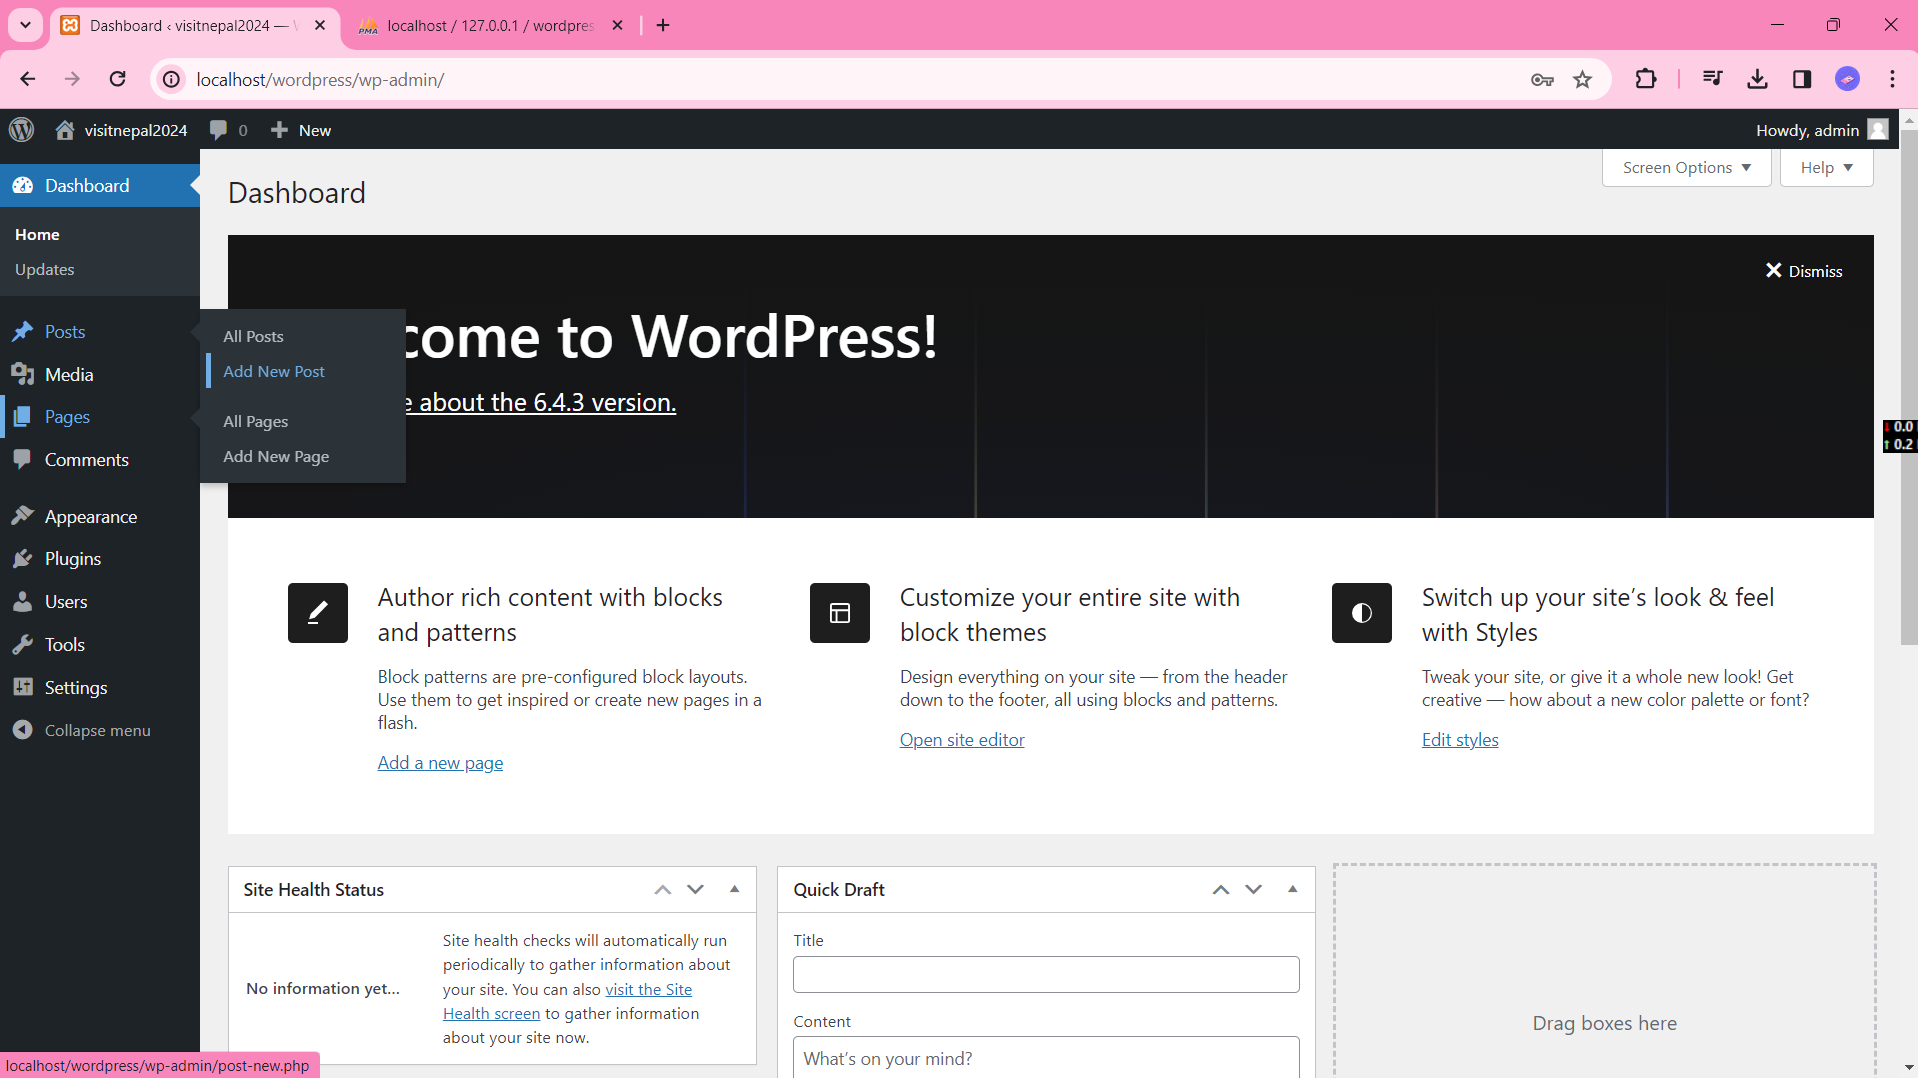 Dashboard ‹ visitnepal2024 —
localhost / 127.0.0.1 / wordpres
localhost/wordpress/wp-admin/
visitnepal2024
0
New
Howdy, admin
Dashboard
Home
Updates
Posts
Media
Pages
Comments
Appearance
Plugins
Users
Tools
Settings
Collapse menu
All Posts
Add New Post
All Pages
Add New Page
Screen Options
Help
Dashboard
Dismiss
come to WordPress!
e about the 6.4.3 version.
0.0
0.2
Author rich content with blocks
and patterns
Block patterns are pre-configured block layouts.
Use them to get inspired or create new pages in a
flash.
Add a new page
Customize your entire site with
block themes
Design everything on your site — from the header
down to the footer, all using blocks and patterns.
Open site editor
Switch up your site’s look & feel
with Styles
Tweak your site, or give it a whole new look! Get
creative — how about a new color palette or font?
Edit styles
Site Health Status
No information yet...
Site health checks will automatically run
periodically to gather information about
your site. You can also visit the Site
Health screen to gather information
about your site now.
Quick Draft
Title
Content
What’s on your mind?
Drag boxes here
localhost/wordpress/wp-admin/post-new.php